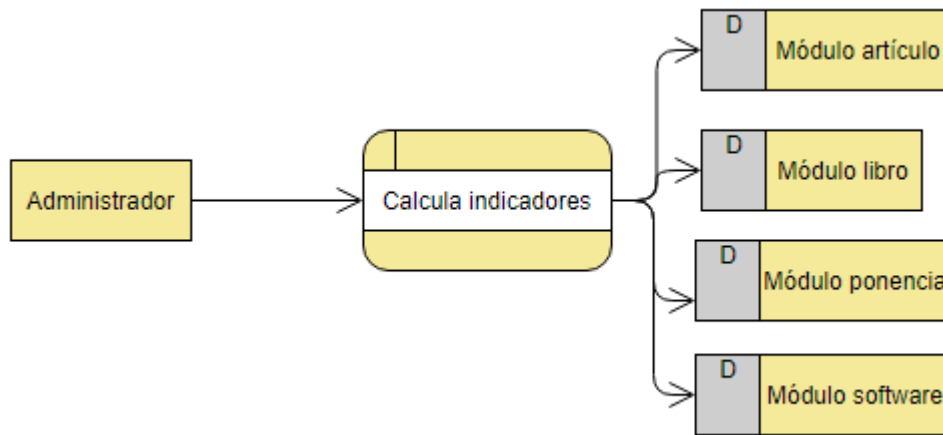 D
Módulo artículo
D
Módulo libro
Administrador
Calcula indicadores
D
Módulo ponencia
D
Módulo software